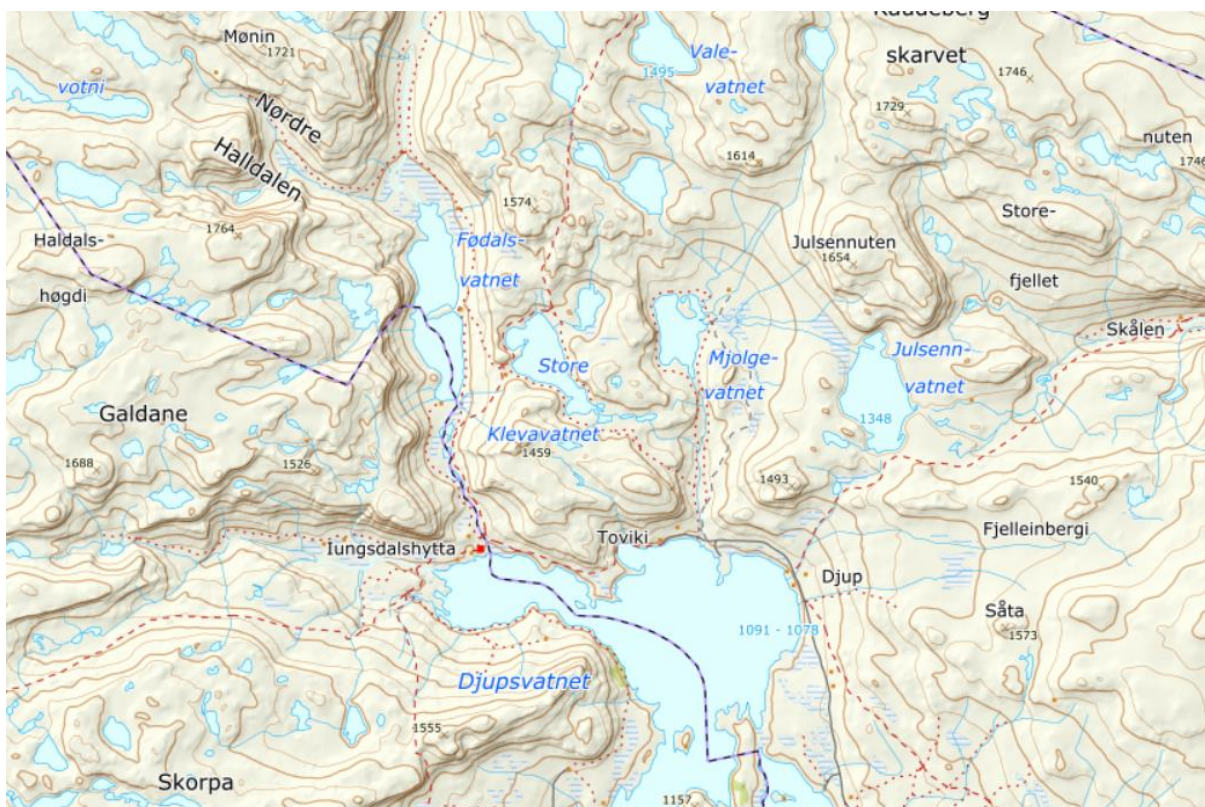 Mønin
1721
Vale-
vatnet
1495
skarvet
1746
1729
votni
Nørdre
Halldalen
nuten
1746
1614
1574
Store-
fjellet
1764
Haldals-
høgdi
Fødals-
vatnet
Julsennuten
1654
Skålen
Store
Klevavatnet
Mjolge-
vatnet
Julsenn-
vatnet
1348
Galdane
1459
1688
1526
1493
1540
Iungsdalshytta
Toviki
Fjelleinbergi
Djup
Såta
1573
1091 - 1078
Djupsvatnet
1555
Skorpa
1157